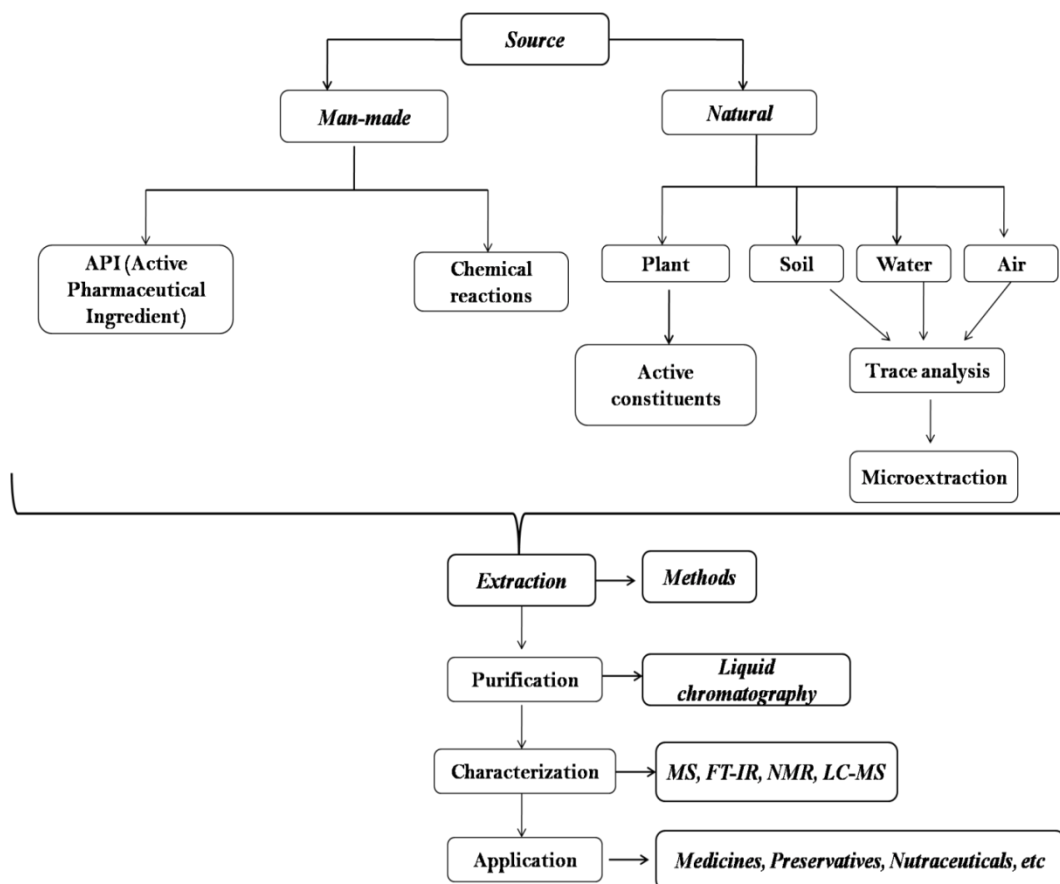 Source
Man-made
Natural
API (Active
Pharmaceutical
Ingredient)
Chemical
reactions
Plant
Soil
Water
Air
Active
constituents
Trace analysis
Microextraction
Extraction
Methods
Purification
Liquid
chromatography
Characterization
MS, FT-IR, NMR, LC-MS
Application
Medicines, Preservatives, Nutraceuticals, etc